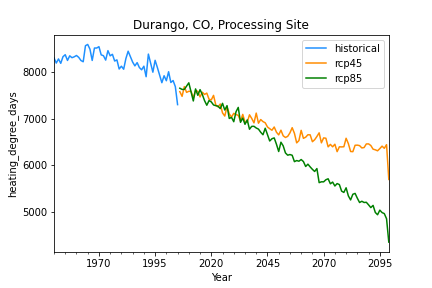 Durango, CO, Processing Site
historical
rcp45
rcp85
heating_degree_days
8000
7000
6000
5000
1970
1995
2020
2045
2070
2095
Year